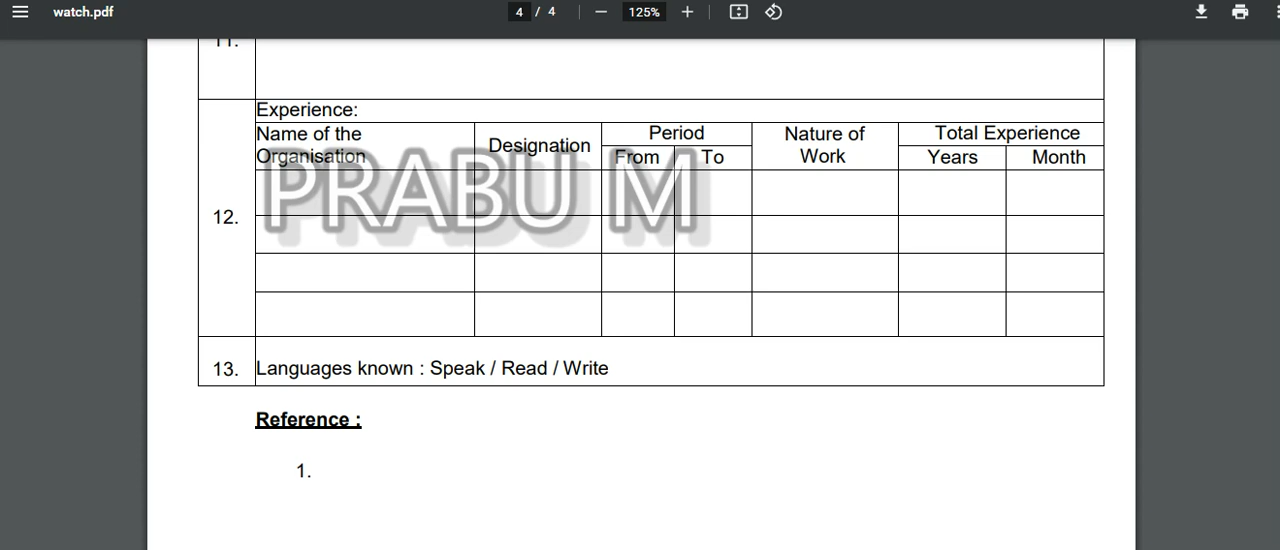 watch.pdf
4 / 4
125%
11.
Experience:
Name of the Organisation
Designation
Period
From
To
Nature of Work
Total Experience
Years
Month
PRABU M
12.
13.
Languages known : Speak / Read / Write
Reference :
1.